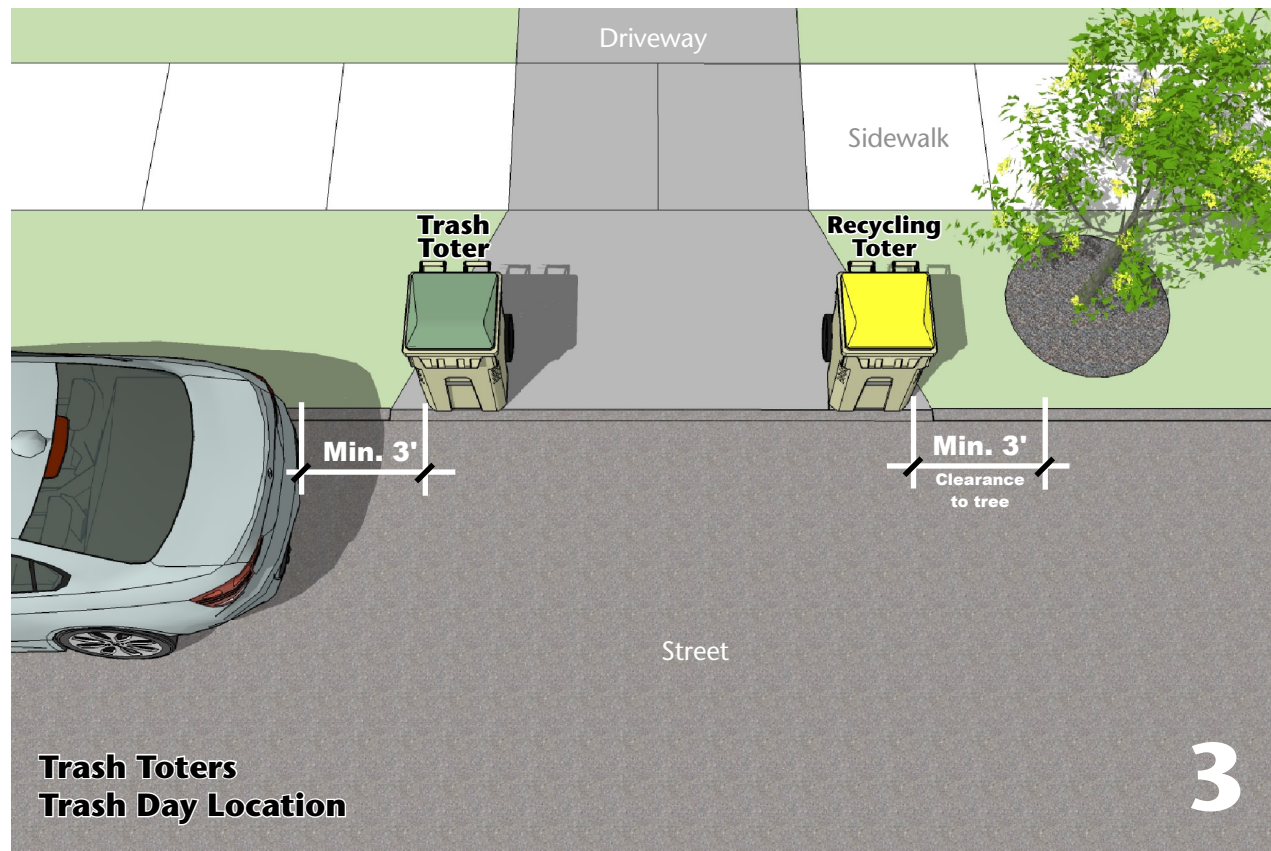 Driveway
Sidewalk
Trash
Toter
Recycling
Toter
Min. 3'
Min. 3'
Clearance
to tree
Street
Trash Toters
Trash Day Location
3